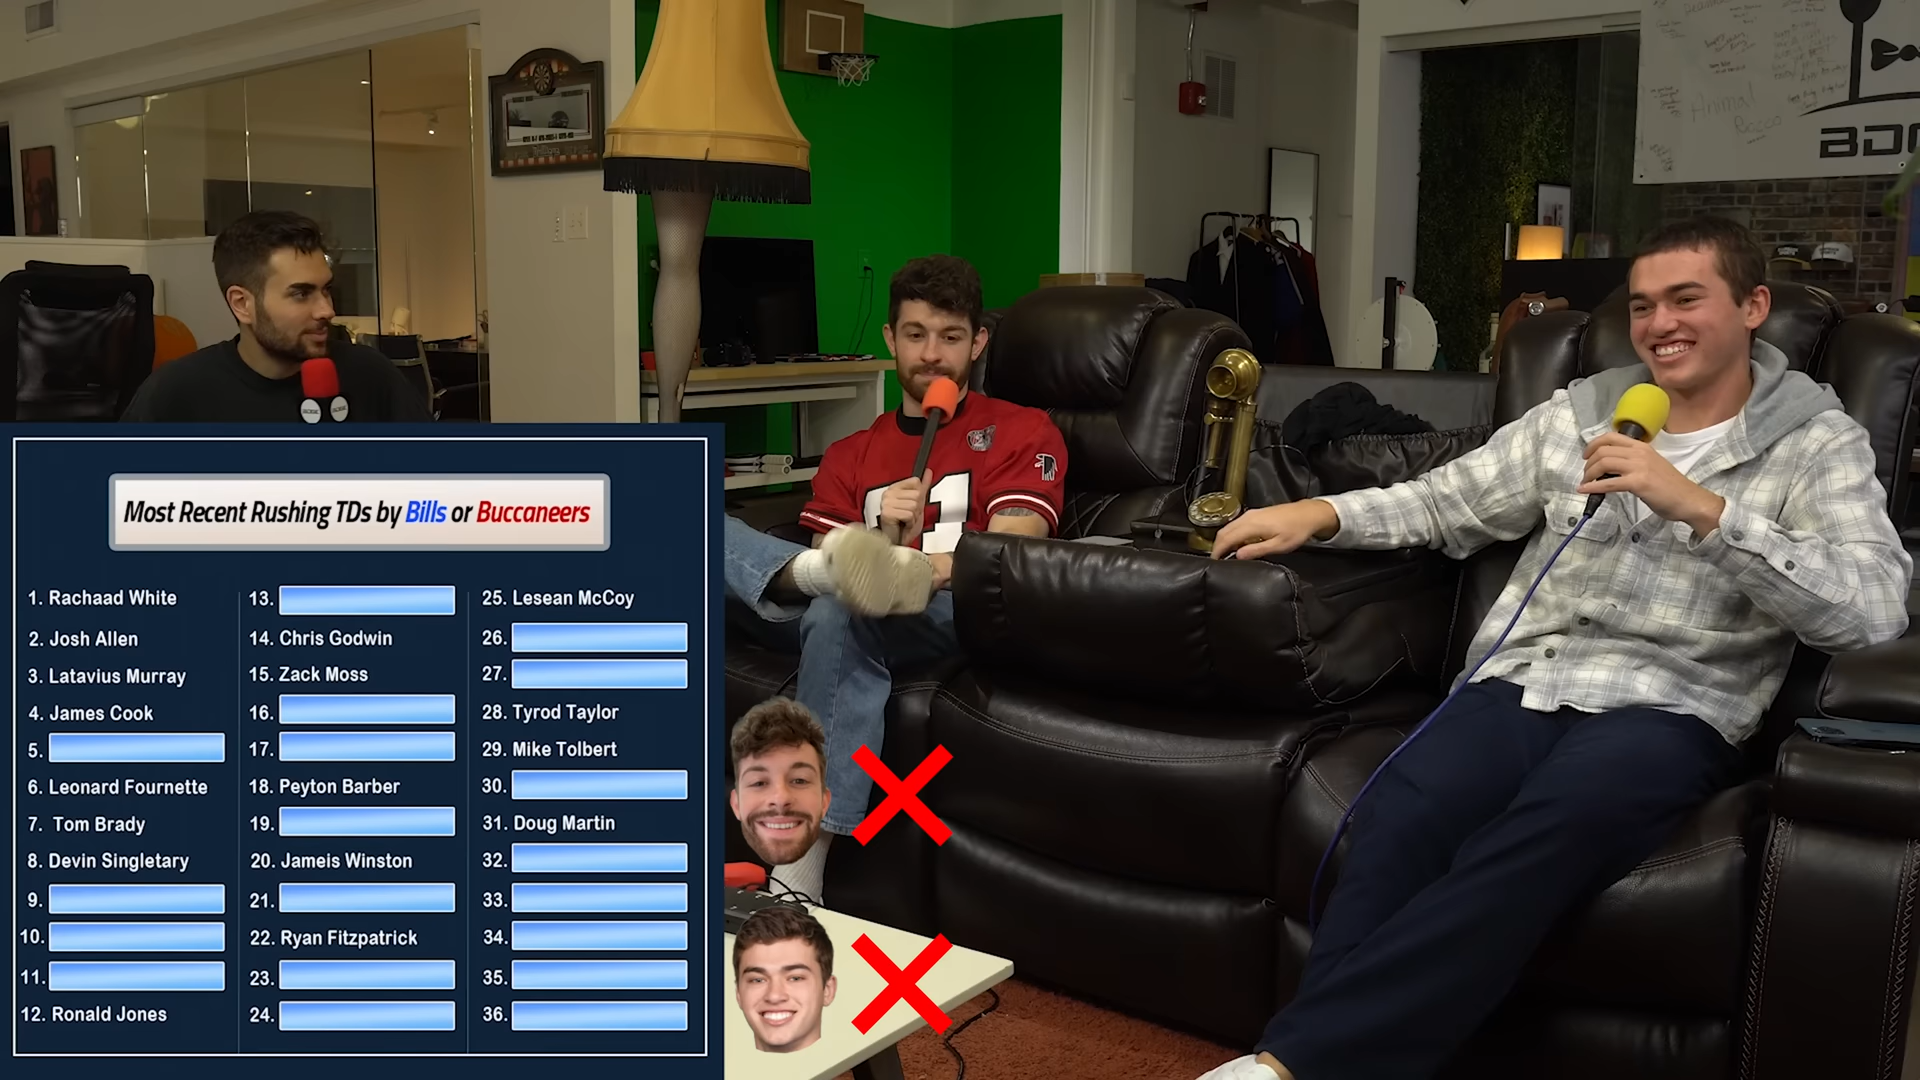 Most Recent Rushing TDs by Bills or Buccaneers
1. Rachaad White
2. Josh Allen
3. Latavius Murray
4. James Cook
5.
6. Leonard Fournette
7. Tom Brady
8. Devin Singletary
9.
10.
11.
12. Ronald Jones
13.
14. Chris Godwin
15. Zack Moss
16.
17.
18. Peyton Barber
19.
20. Jameis Winston
21.
22. Ryan Fitzpatrick
23.
24.
25. Lesean McCoy
26.
27.
28. Tyrod Taylor
29. Mike Tolbert
30.
31. Doug Martin
32.
33.
34.
35.
36.
Animal
BDG